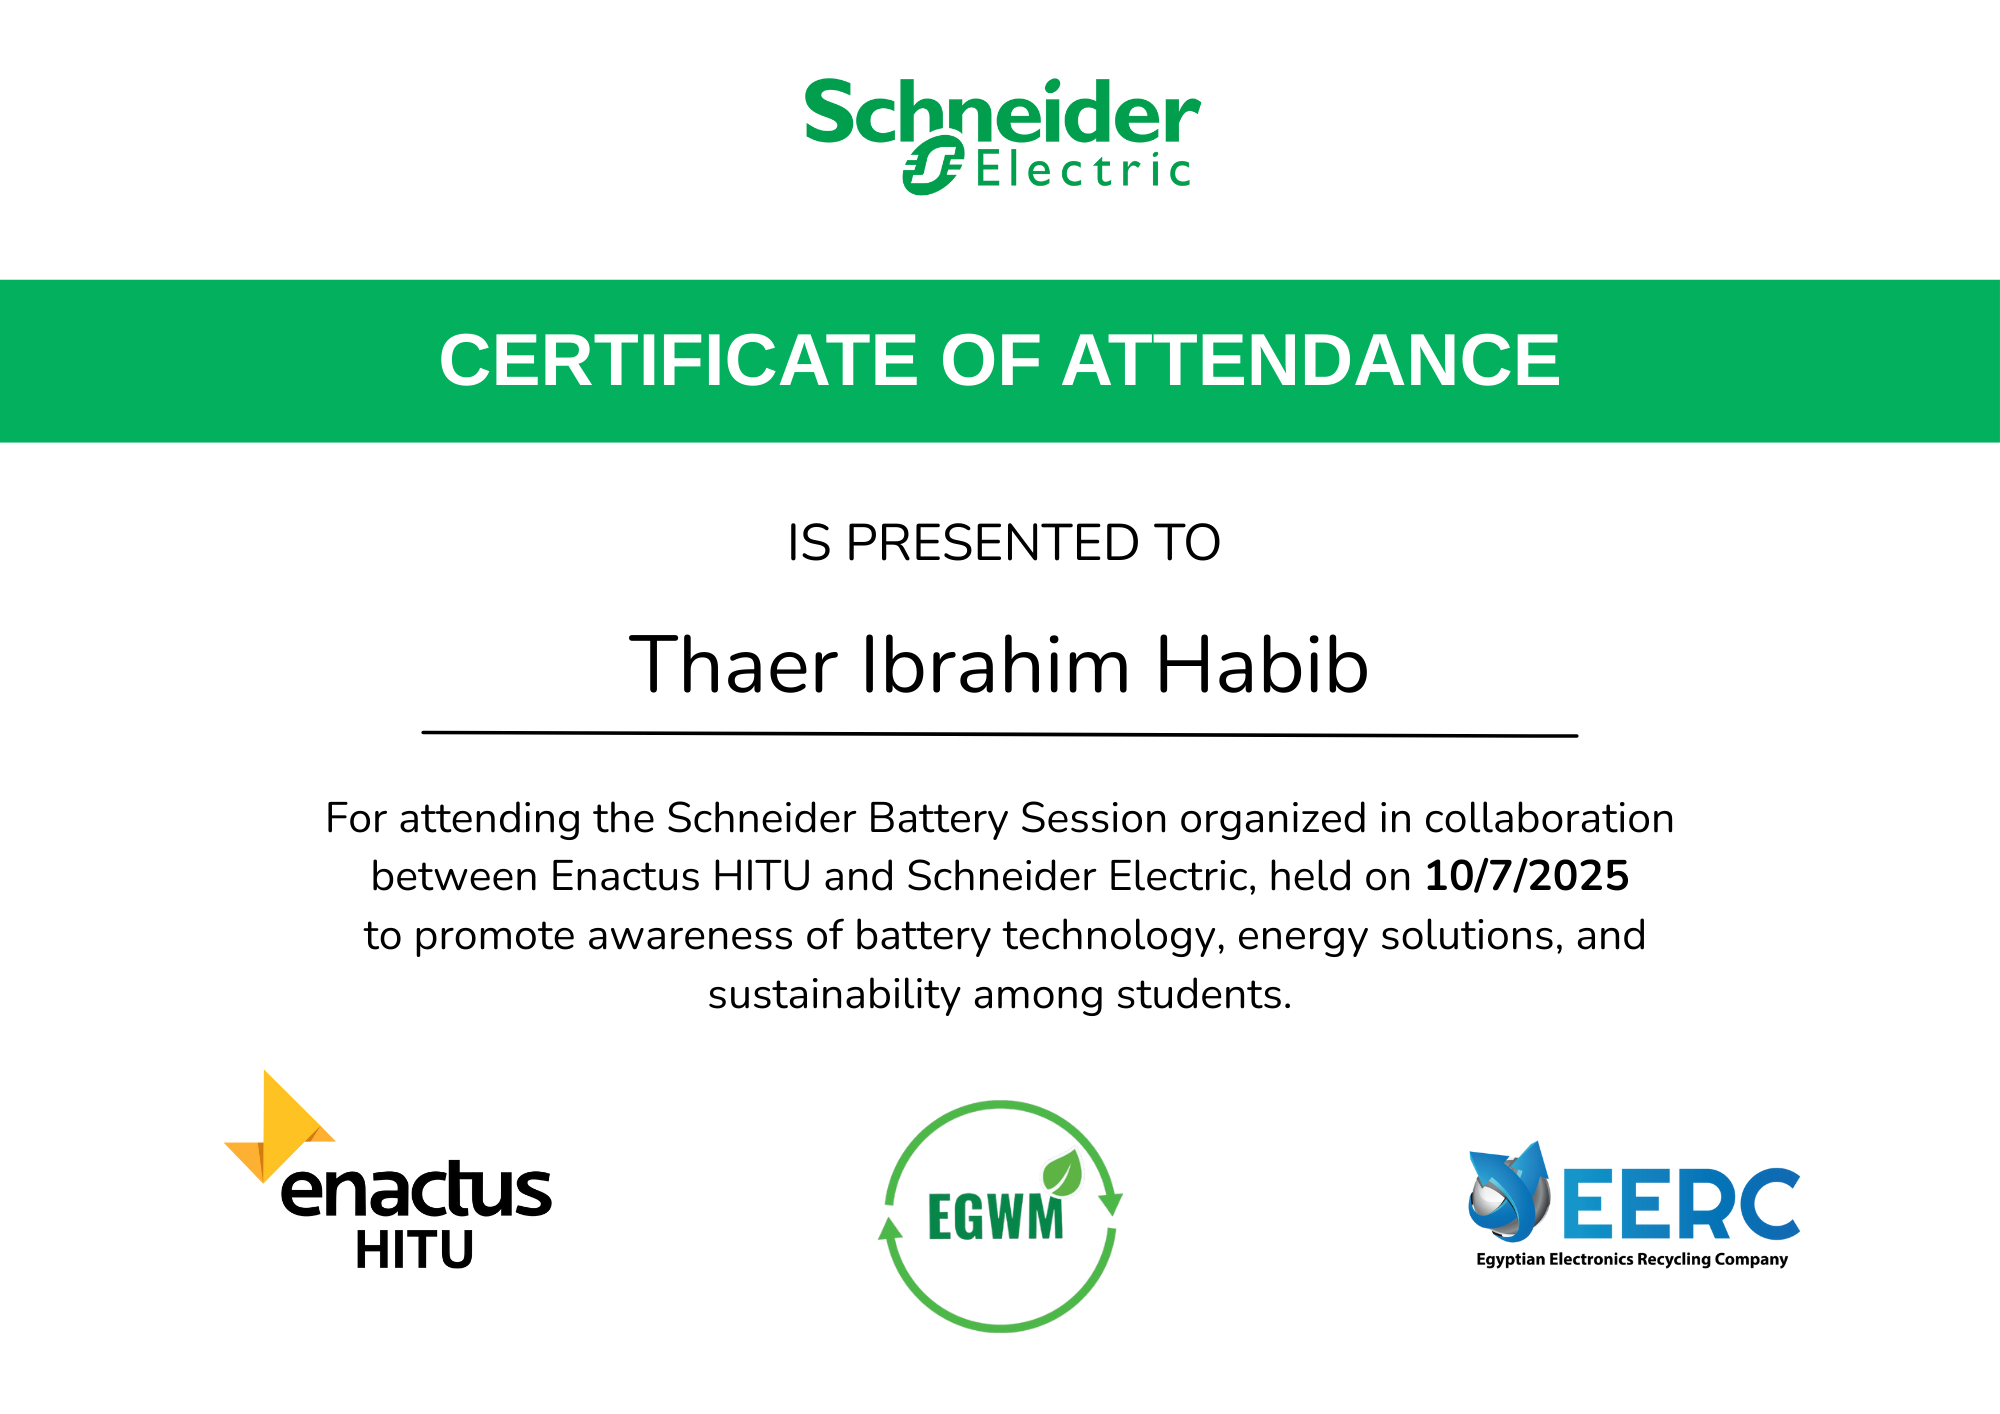 Schneider
Electric
CERTIFICATE OF ATTENDANCE
IS PRESENTED TO
Thaer Ibrahim Habib
For attending the Schneider Battery Session organized in collaboration
between Enactus HITU and Schneider Electric, held on 10/7/2025
to promote awareness of battery technology, energy solutions, and
sustainability among students.
enactus
HITU
EGWM
EERC
Egyptian Electronics Recycling Company